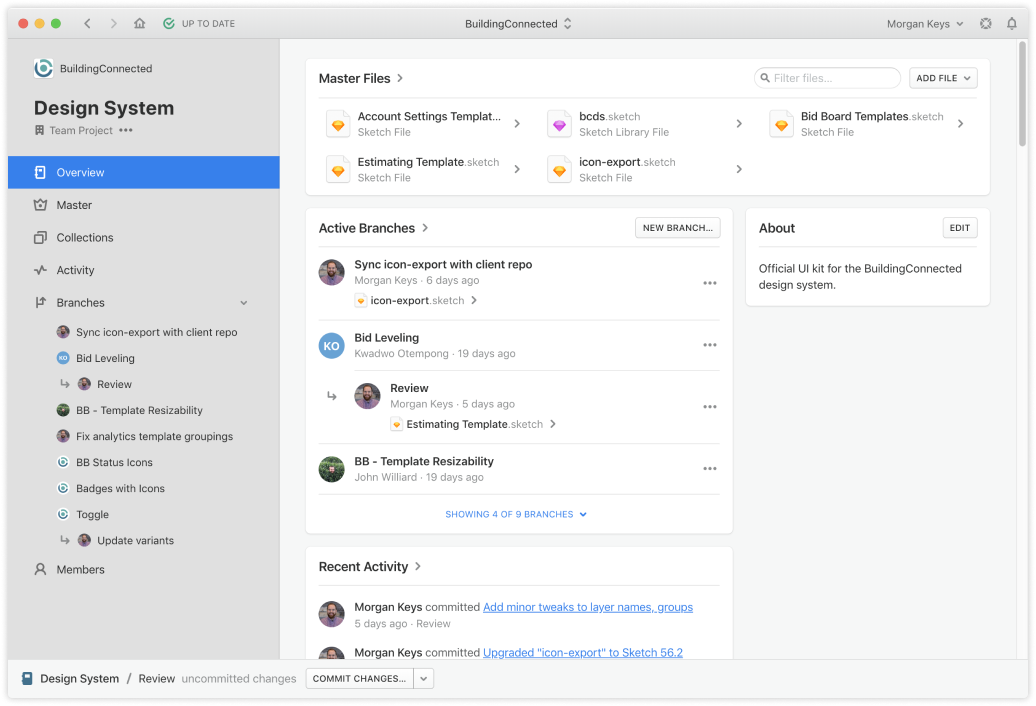 UP TO DATE
BuildingConnected
Morgan Keys
BuildingConnected
Design System
Team Project
Overview
Master
Collections
Activity
Branches
Sync icon-export with client repo
KO Bid Leveling
Review
BB - Template Resizability
Fix analytics template groupings
BB Status Icons
Badges with Icons
Toggle
Update variants
Members
Master Files
Filter files...
ADD FILE
Account Settings Templat...
Sketch File
bcds.sketch
Sketch Library File
Bid Board Templates.sketch
Sketch File
Estimating Template.sketch
Sketch File
icon-export.sketch
Sketch File
Active Branches
NEW BRANCH...
Sync icon-export with client repo
Morgan Keys · 6 days ago
icon-export.sketch
KO
Bid Leveling
Kwadwo Otempong · 19 days ago
Review
Morgan Keys · 5 days ago
Estimating Template.sketch
BB - Template Resizability
John Williard · 19 days ago
SHOWING 4 OF 9 BRANCHES
About
EDIT
Official UI kit for the BuildingConnected
design system.
Recent Activity
Morgan Keys committed Add minor tweaks to layer names, groups
5 days ago · Review
Morgan Keys committed Upgraded "icon-export" to Sketch 56.2
Design System / Review uncommitted changes
COMMIT CHANGES...